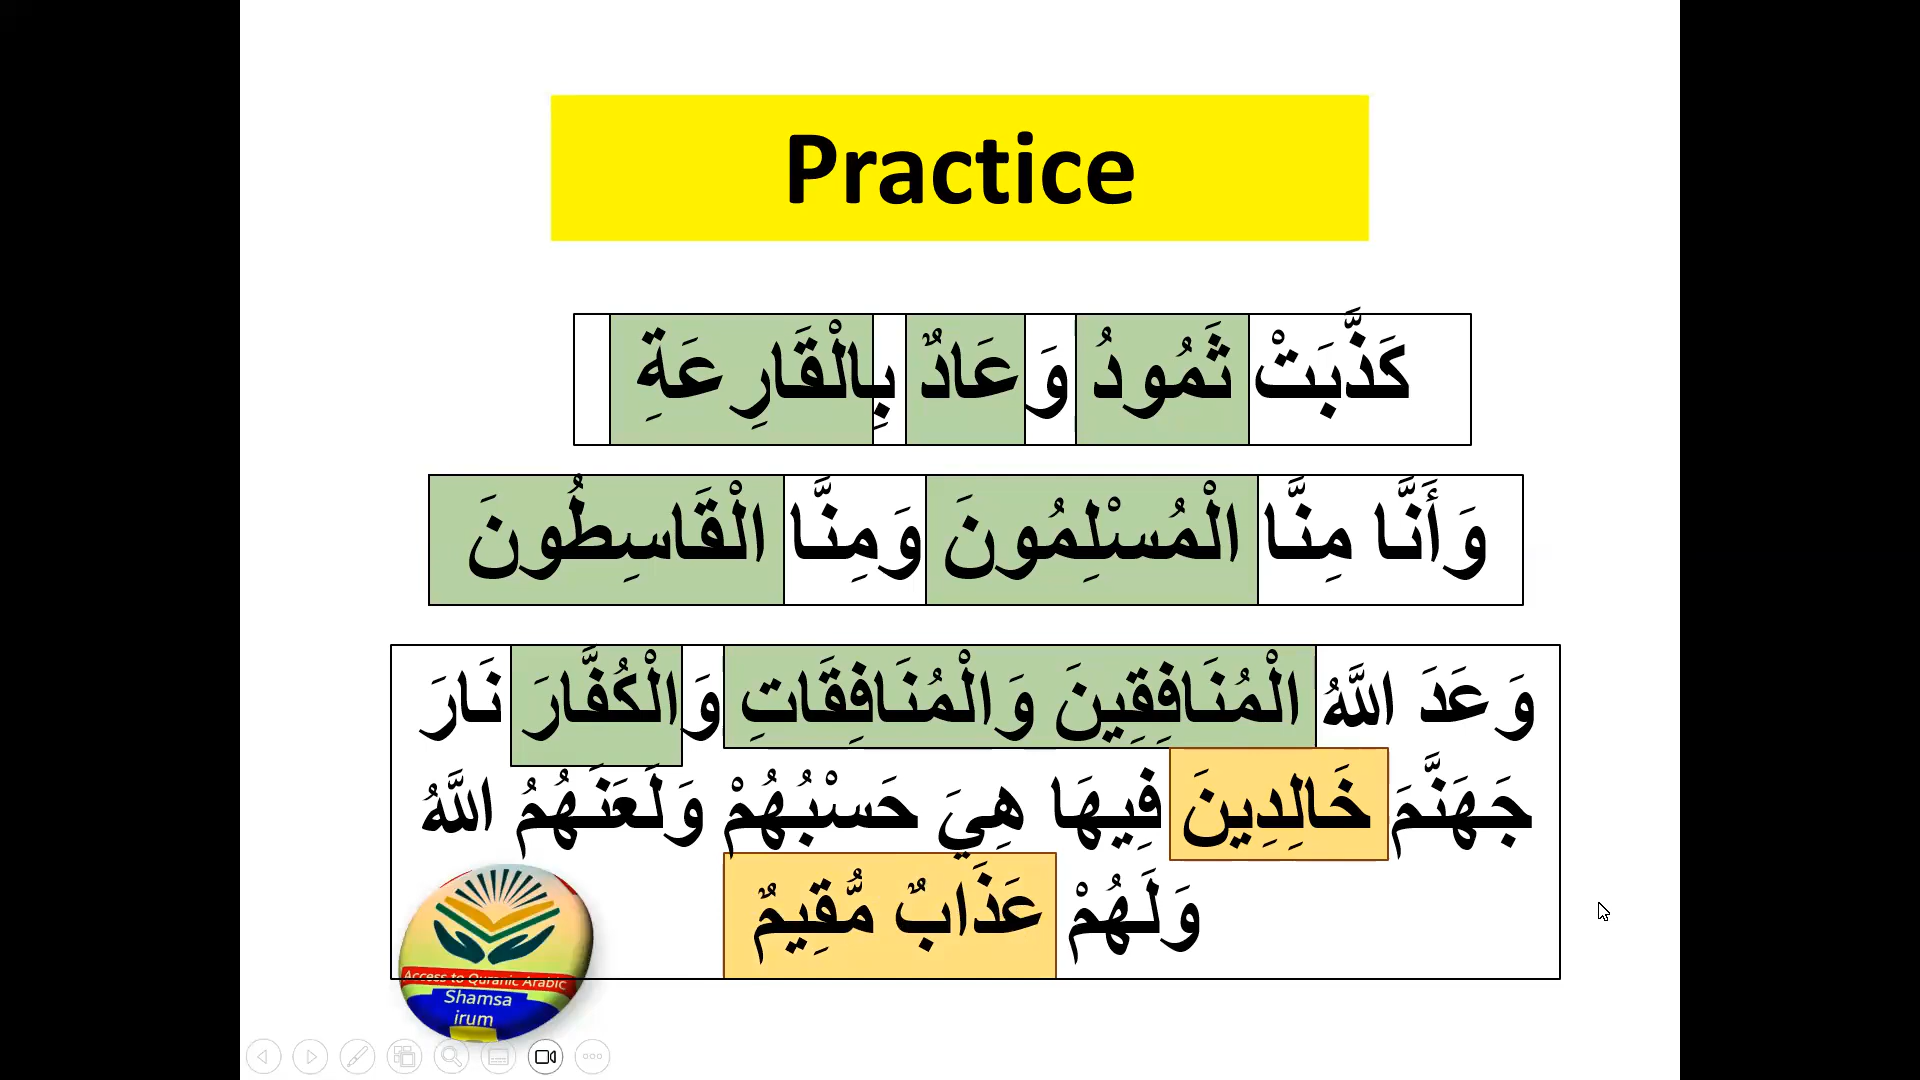 Practice
كَذَّبَتْ ثَمُودُ وَ عَادٌ بِالْقَارِعَةِ
وَأَنَّا مِنَّا الْمُسْلِمُونَ وَمِنَّا الْقَاسِطُونَ
وَعَدَ اللَّهُ الْمُنَافِقِينَ وَالْمُنَافِقَاتِ وَالْكُفَّارَ نَارَ
جَهَنَّمَ خَالِدِينَ فِيهَا هِيَ حَسْبُهُمْ وَلَعَنَهُمُ اللَّهُ
وَلَهُمْ عَذَابٌ مُّقِيمٌ
Access to Quranic Arabic
Shamsa
irum